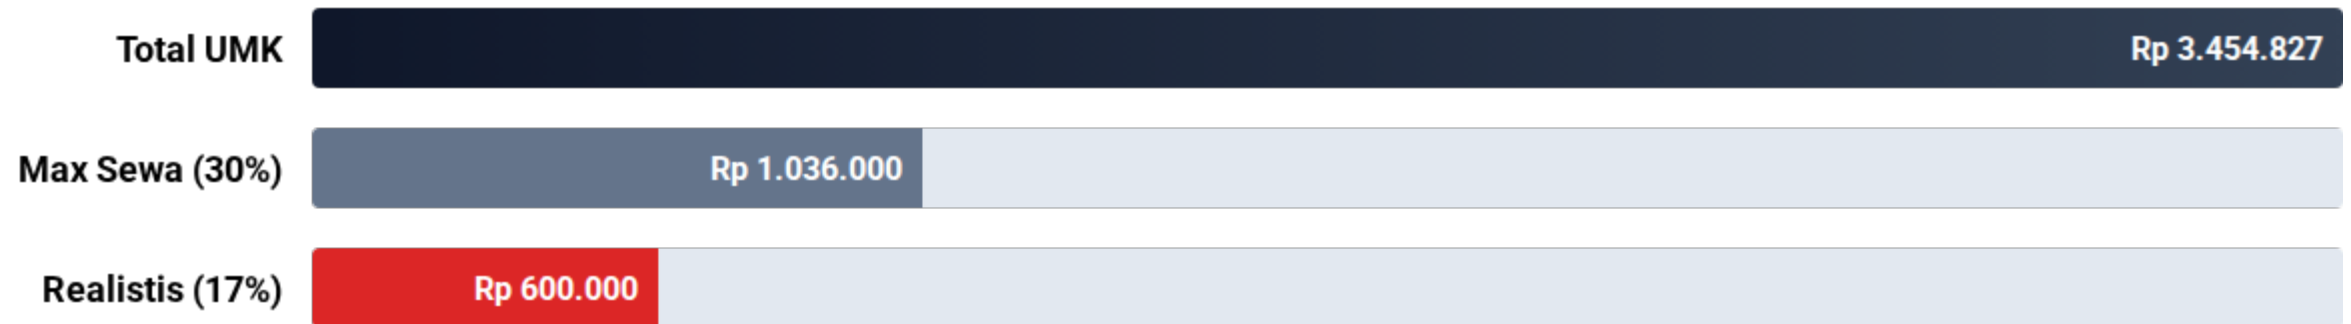 Total UMK Rp 3.454.827
Max Sewa (30%) Rp 1.036.000
Realistis (17%) Rp 600.000